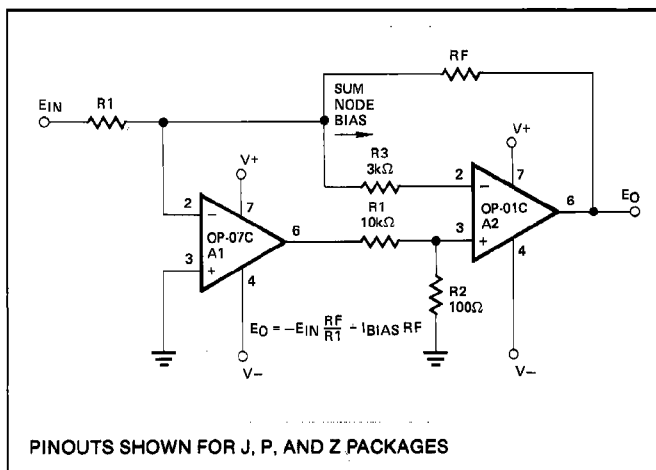 RF
SUM
NODE
BIAS
EIN
R1
V+
7
R3
3kΩ
2
−
OP-01C
A2
3
+
6
EO
4
V−
V+
7
2
−
OP-07C
A1
3
+
6
4
V−
R1
10kΩ
R2
100Ω
EO = −EIN RF/R1 − IBIAS RF
PINOUTS SHOWN FOR J, P, AND Z PACKAGES